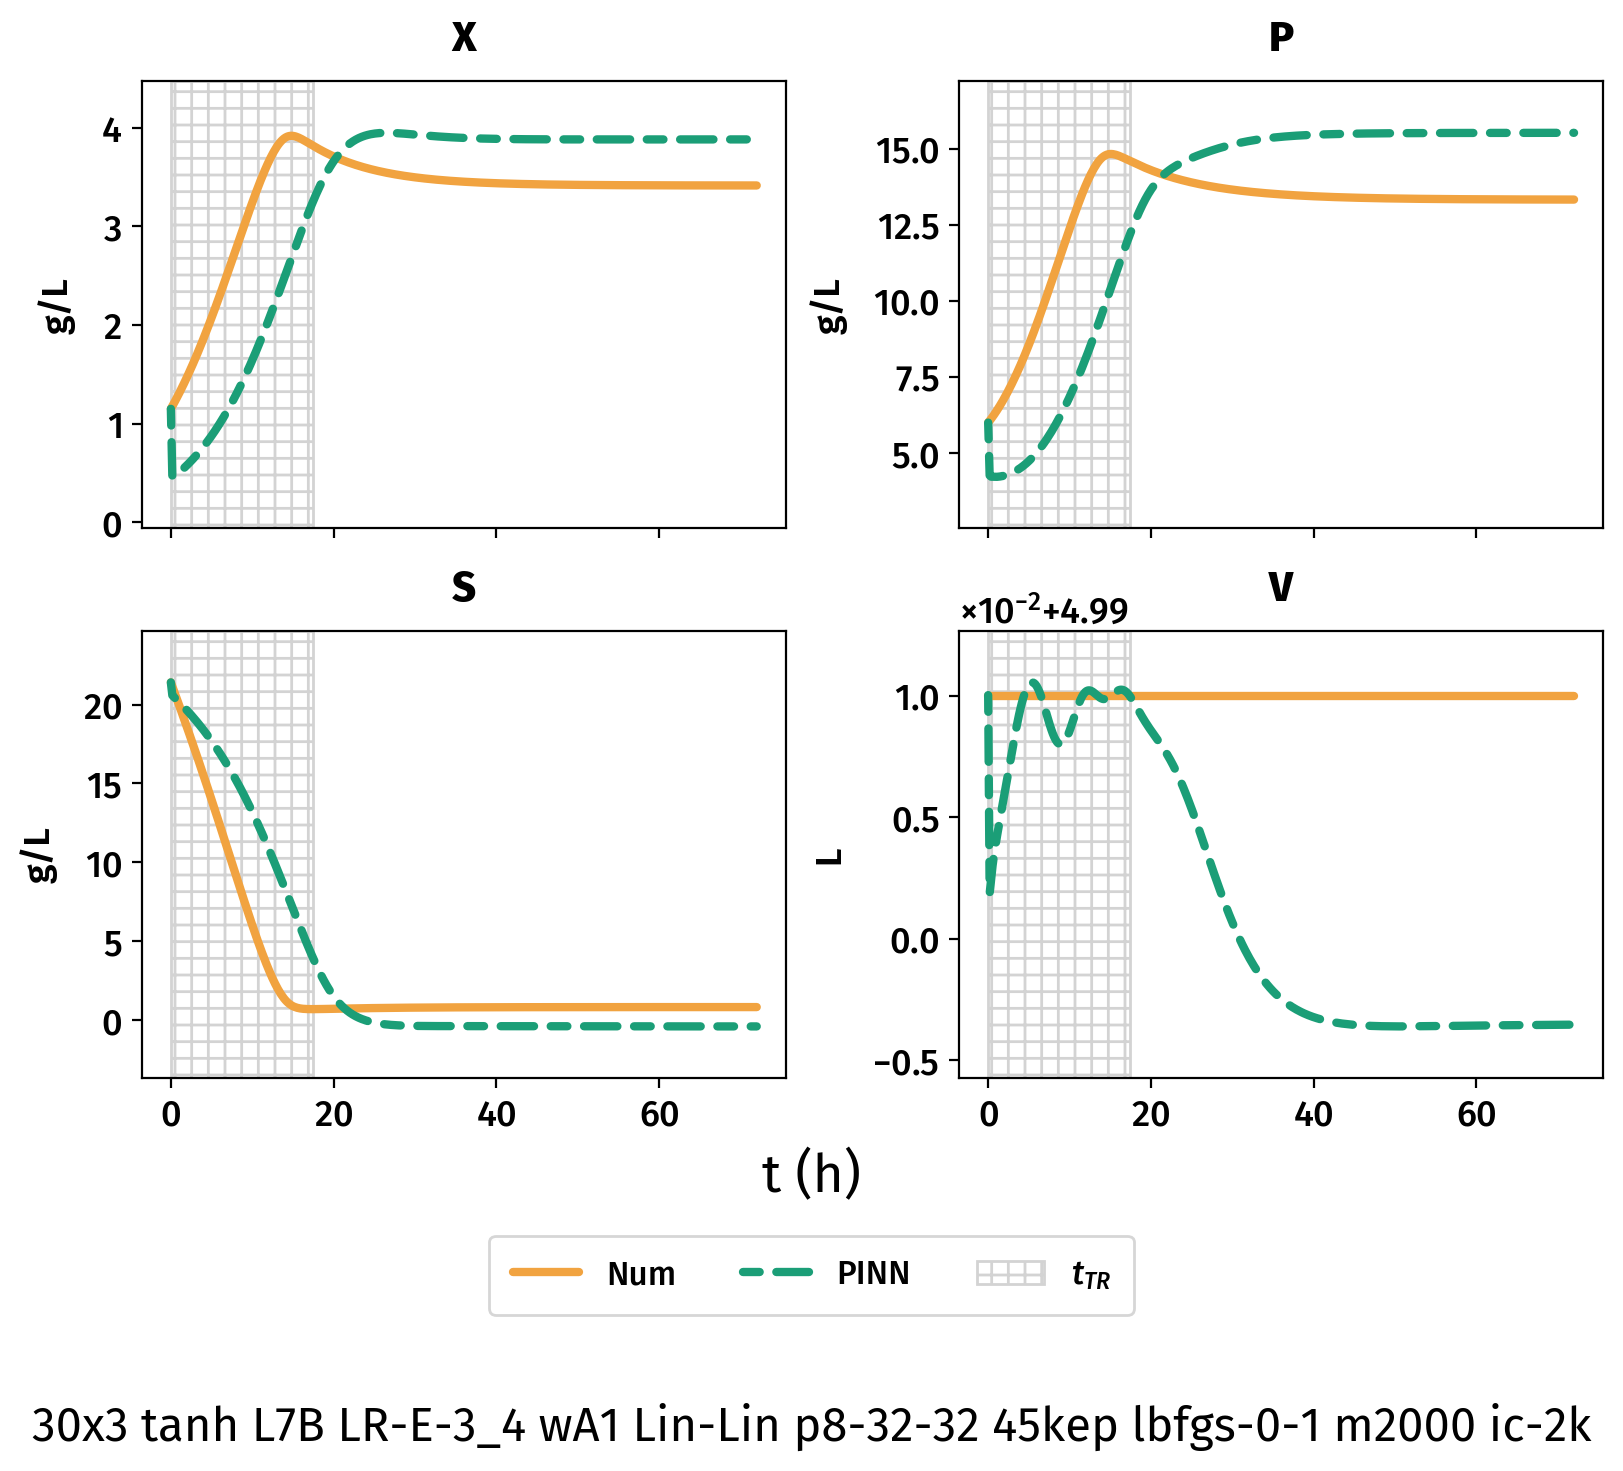 X
4
3
2
1
0
g/L
P
15.0
12.5
10.0
7.5
5.0
g/L
S
20
15
10
5
0
g/L
0 20 40 60
V
×10⁻²+4.99
1.0
0.5
0.0
−0.5
L
0 20 40 60
t (h)
Num PINN t_TR
30x3 tanh L7B LR-E-3_4 wA1 Lin-Lin p8-32-32 45kep lbfgs-0-1 m2000 ic-2k